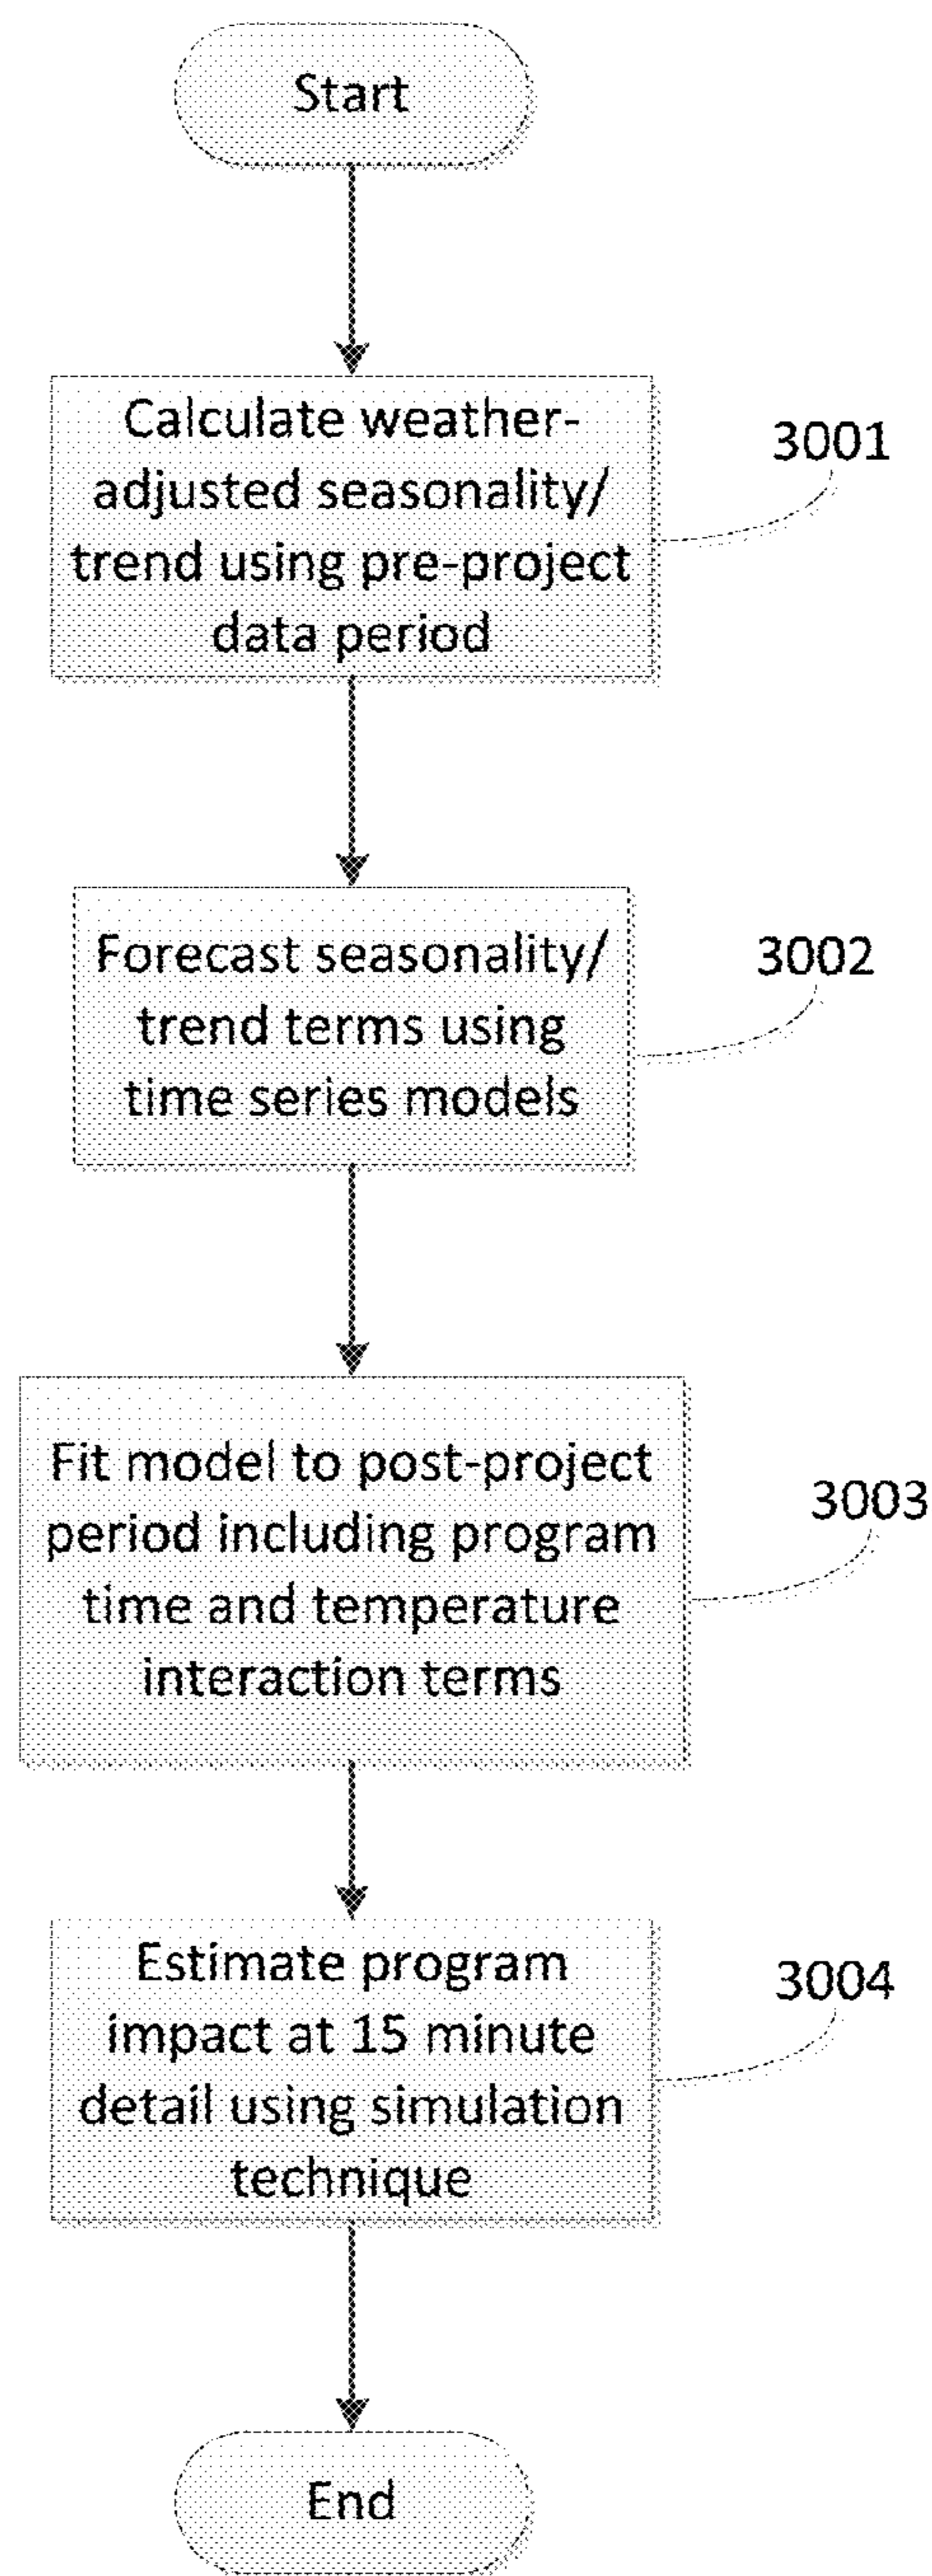 Start
Calculate weather-
adjusted seasonality/
trend using pre-project
data period
3001
Forecast seasonality/
trend terms using
time series models
3002
Fit model to post-project
period including program
time and temperature
interaction terms
3003
Estimate program
impact at 15 minute
detail using simulation
technique
3004
End